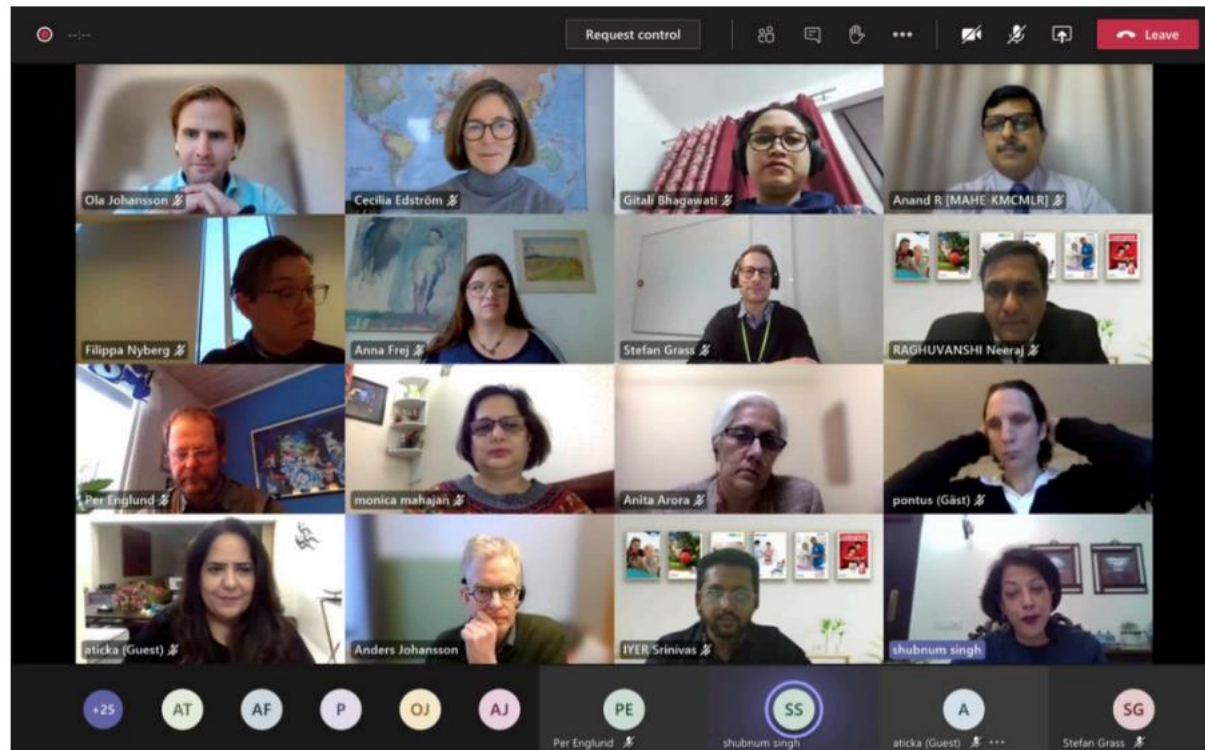 --:--
Request control
Leave
Ola Johansson
Cecilia Edström
Gitali Bhagawati
Anand R [MAHE-KMCMLR]
Filippa Nyberg
Anna Frej
Stefan Grass
RAGHUVANSHI Neeraj
Per Englund
monica mahajan
Anita Arora
pontus (Gäst)
aticka (Guest)
Anders Johansson
IYER Srinivas
shubnum singh
+25
AT
AF
P
OJ
AJ
PE
SS
A
SG
Per Englund
shubnum singh
aticka (Guest)
Stefan Grass